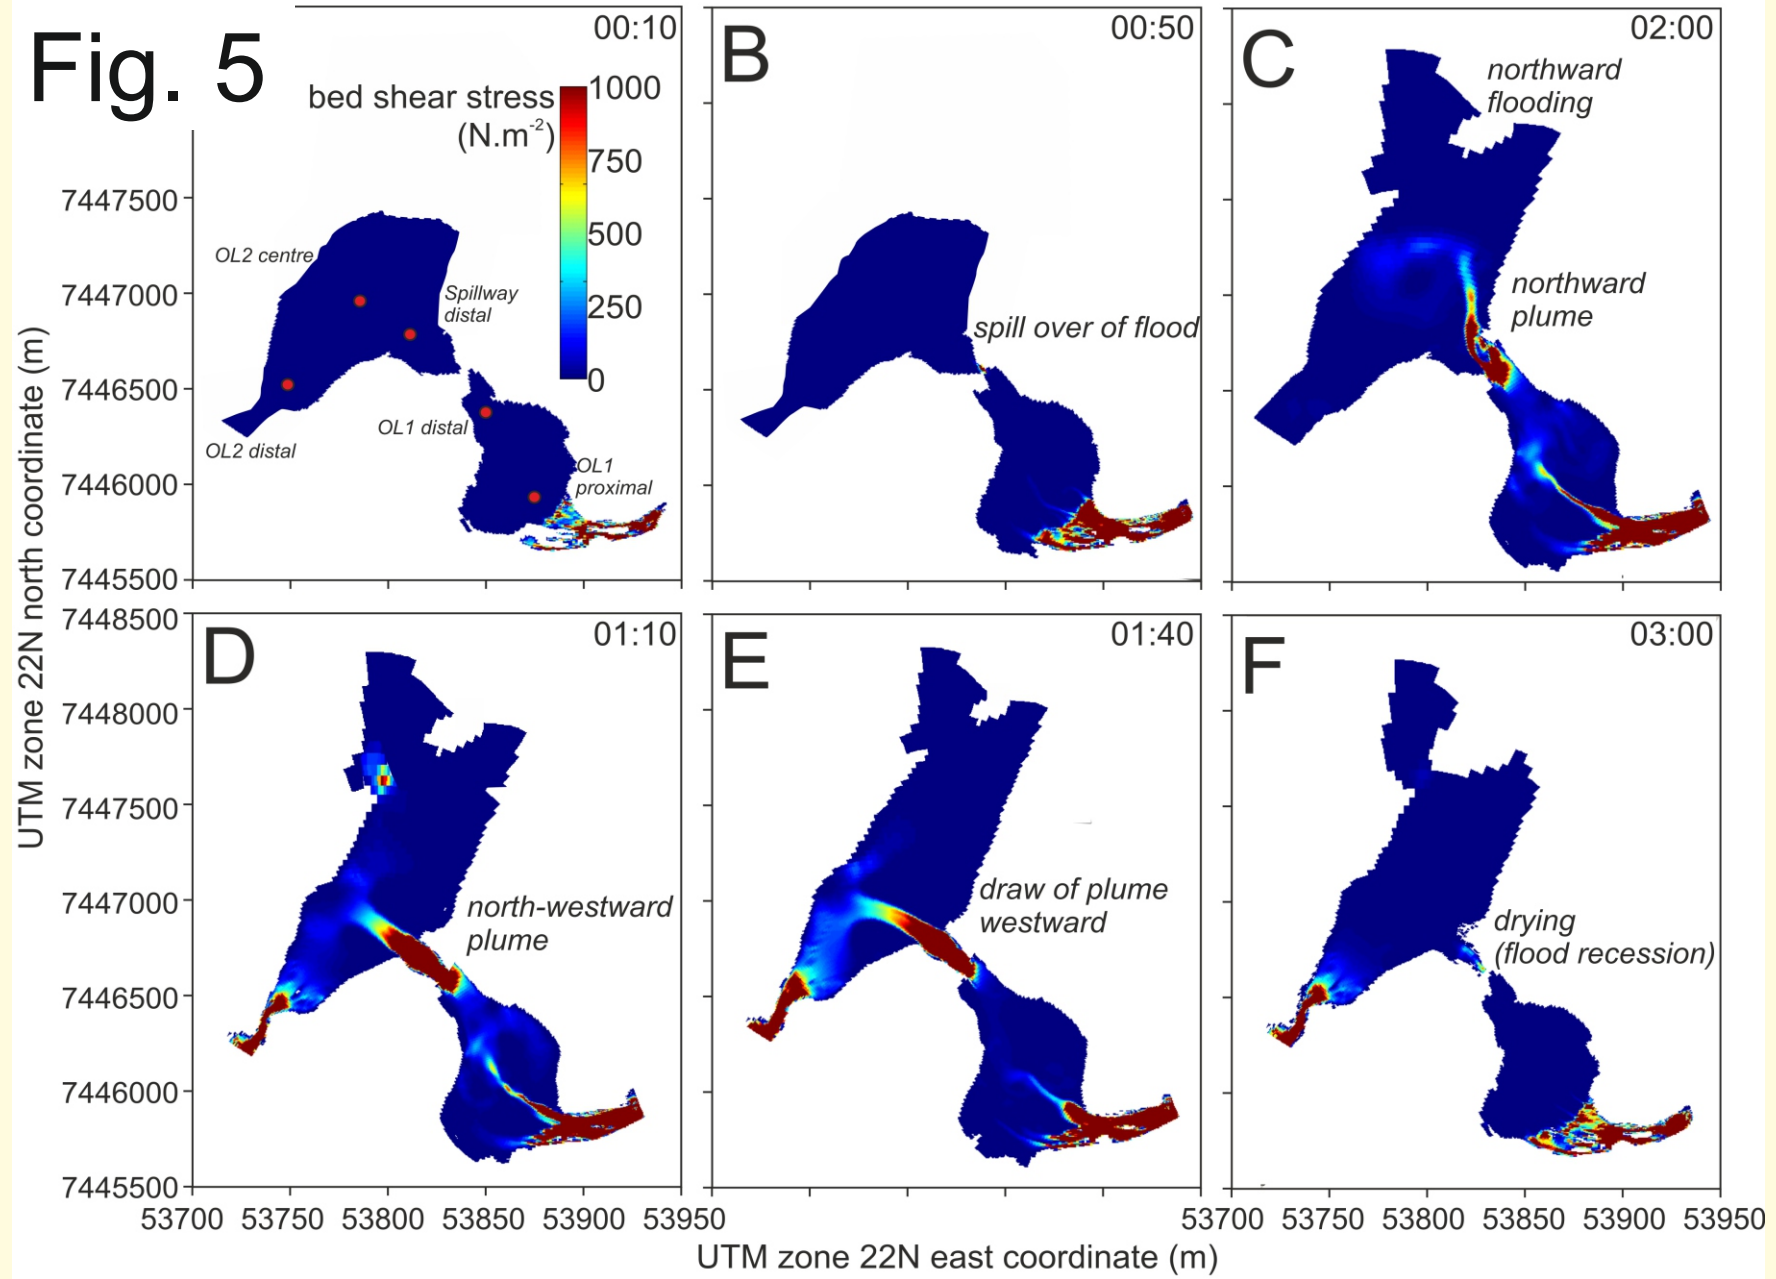 Fig. 5
00:10
bed shear stress
(N.m-2)
1000
750
500
250
0
OL2 centre
Spillway
distal
OL1 distal
OL2 distal
OL1
proximal
B
00:50
spill over of flood
C
02:00
northward
flooding
northward
plume
7447500
7447000
7446500
7446000
7445500
UTM zone 22N north coordinate (m)
D
01:10
north-westward
plume
E
01:40
draw of plume
westward
F
03:00
drying
(flood recession)
7448500
7448000
7447500
7447000
7446500
7446000
7445500
53700 53750 53800 53850 53900 53950
53700 53750 53800 53850 53900 53950
UTM zone 22N east coordinate (m)